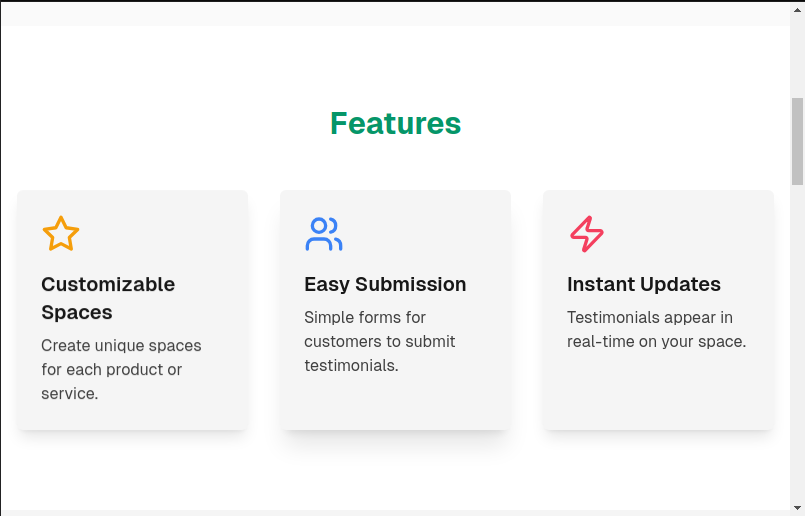 Features
Customizable
Spaces
Create unique spaces
for each product or
service.
Easy Submission
Simple forms for
customers to submit
testimonials.
Instant Updates
Testimonials appear in
real-time on your space.